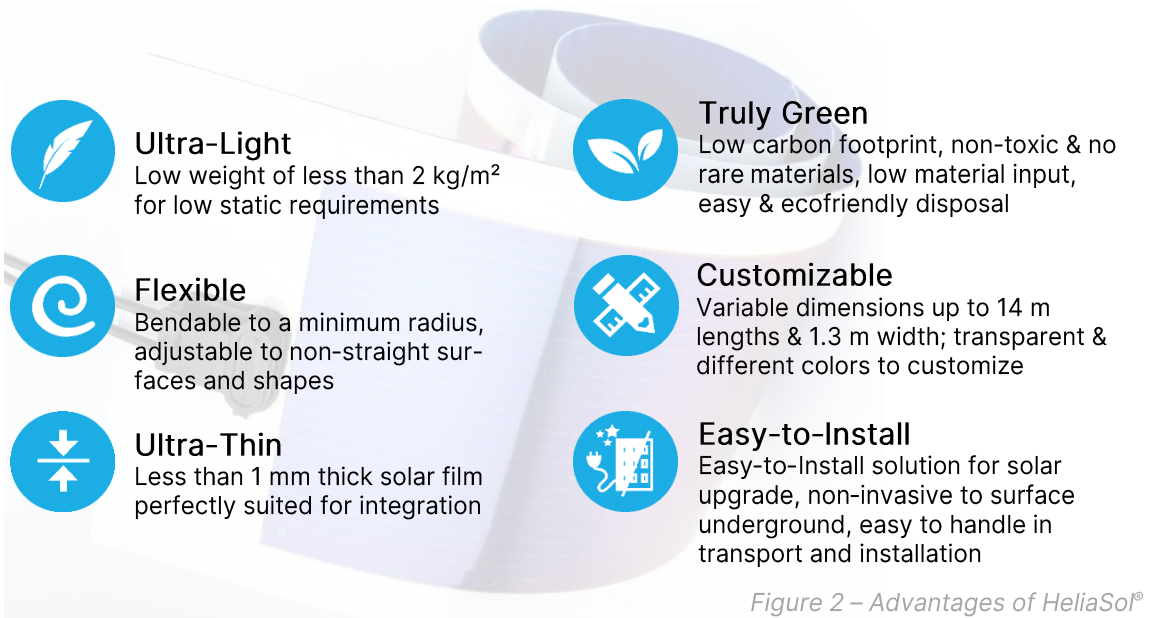 Ultra-Light
Low weight of less than 2 kg/m²
for low static requirements
Flexible
Bendable to a minimum radius,
adjustable to non-straight sur-
faces and shapes
Ultra-Thin
Less than 1 mm thick solar film
perfectly suited for integration
Truly Green
Low carbon footprint, non-toxic & no
rare materials, low material input,
easy & ecofriendly disposal
Customizable
Variable dimensions up to 14 m
lengths & 1.3 m width; transparent &
different colors to customize
Easy-to-Install
Easy-to-Install solution for solar
upgrade, non-invasive to surface
underground, easy to handle in
transport and installation
Figure 2 – Advantages of HeliaSol®